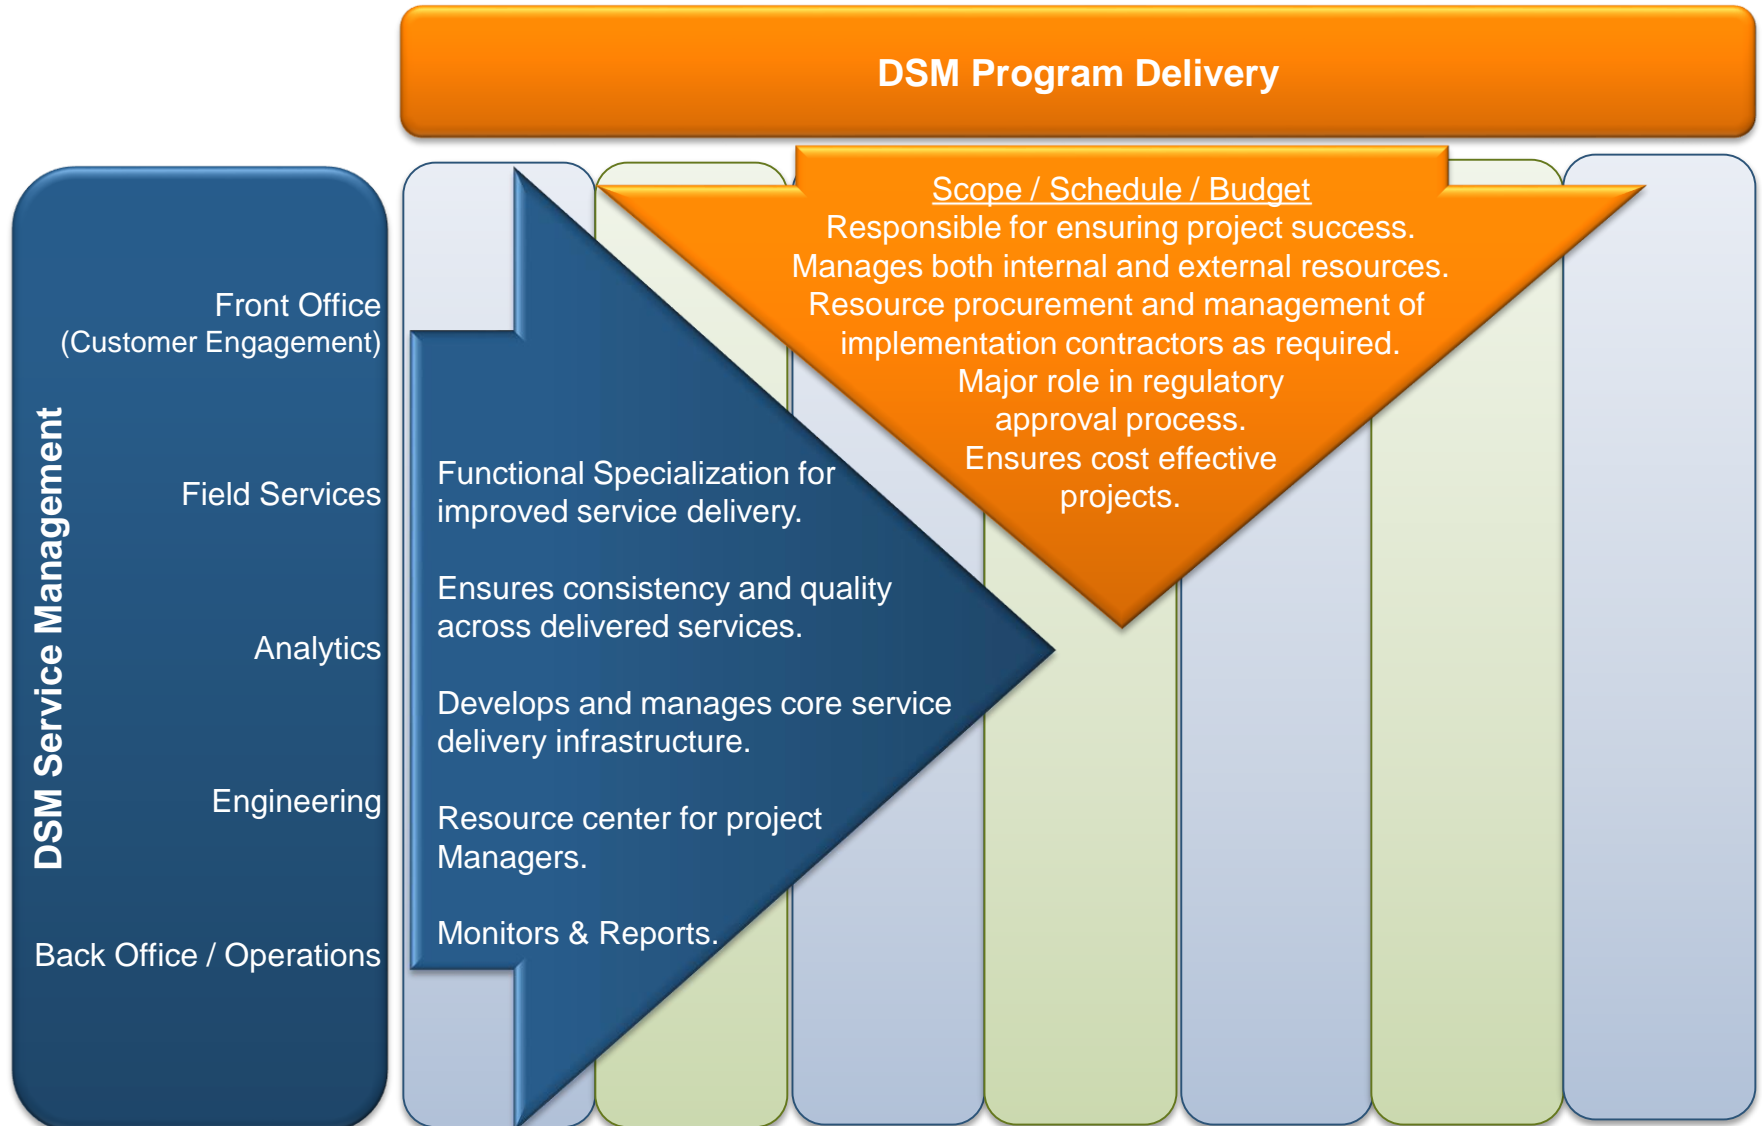 DSM Program Delivery
Scope / Schedule / Budget
Responsible for ensuring project success.
Manages both internal and external resources.
Resource procurement and management of
implementation contractors as required.
Major role in regulatory
approval process.
Ensures cost effective
projects.
DSM Service Management
Front Office
(Customer Engagement)
Field Services
Analytics
Engineering
Back Office / Operations
Functional Specialization for
improved service delivery.
Ensures consistency and quality
across delivered services.
Develops and manages core service
delivery infrastructure.
Resource center for project
Managers.
Monitors & Reports.